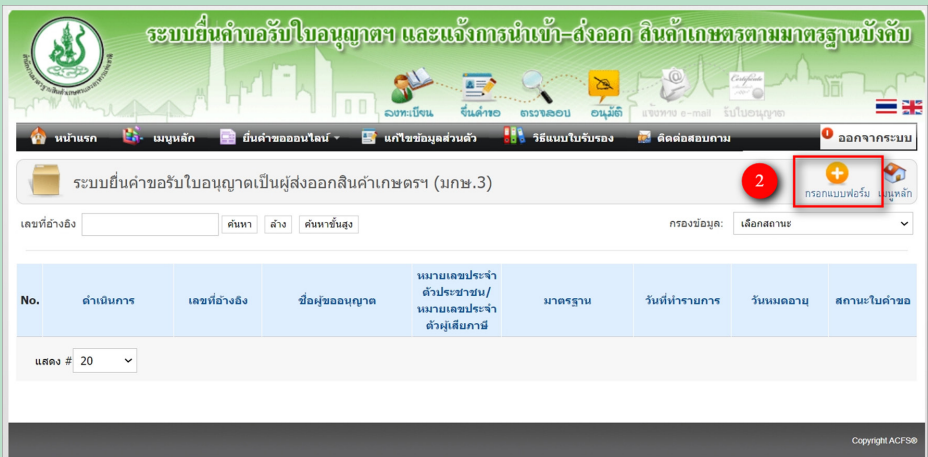 ระบบยื่นคำขอรับใบอนุญาตฯ และแจ้งการนำเข้า-ส่งออก สินค้าเกษตรตามมาตรฐานบังคับ
ลงทะเบียน ยื่นคำขอ ตรวจสอบ อนุมัติ แจ้งทาง e-mail รับใบอนุญาต
หน้าแรก เมนูหลัก ยื่นคำขอออนไลน์ แก้ไขข้อมูลส่วนตัว วิธีแนบใบรับรอง ติดต่อสอบถาม ออกจากระบบ
ระบบยื่นคำขอรับใบอนุญาตเป็นผู้ส่งออกสินค้าเกษตรฯ (มกษ.3)
2
กรอกแบบฟอร์ม เมนูหลัก
เลขที่อ้างอิง ค้นหา ล้าง ค้นหาขั้นสูง กรองข้อมูล: เลือกสถานะ
No. ดำเนินการ เลขที่อ้างอิง ชื่อผู้ขออนุญาต หมายเลขประจำ
ตัวประชาชน/
หมายเลขประจำ
ตัวผู้เสียภาษี มาตรฐาน วันที่ทำรายการ วันหมดอายุ สถานะใบคำขอ
แสดง # 20
Copyright ACFS®